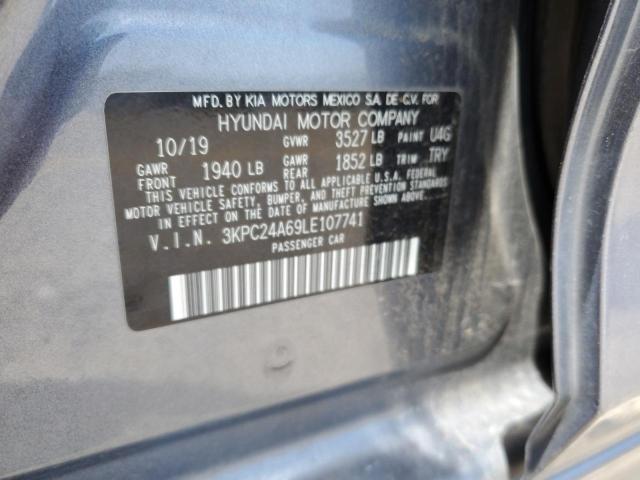 MFD. BY KIA MOTORS MEXICO S.A. DE C.V. FOR
HYUNDAI MOTOR COMPANY
10/19 GVWR 3527 LB PAINT U4G
GAWR FRONT 1940 LB GAWR REAR 1852 LB TRIM TRY
THIS VEHICLE CONFORMS TO ALL APPLICABLE U.S.A. FEDERAL
MOTOR VEHICLE SAFETY, BUMPER, AND THEFT PREVENTION STANDARDS
IN EFFECT ON THE DATE OF MANUFACTURE SHOWN ABOVE.
V.I.N. 3KPC24A69LE107741
PASSENGER CAR